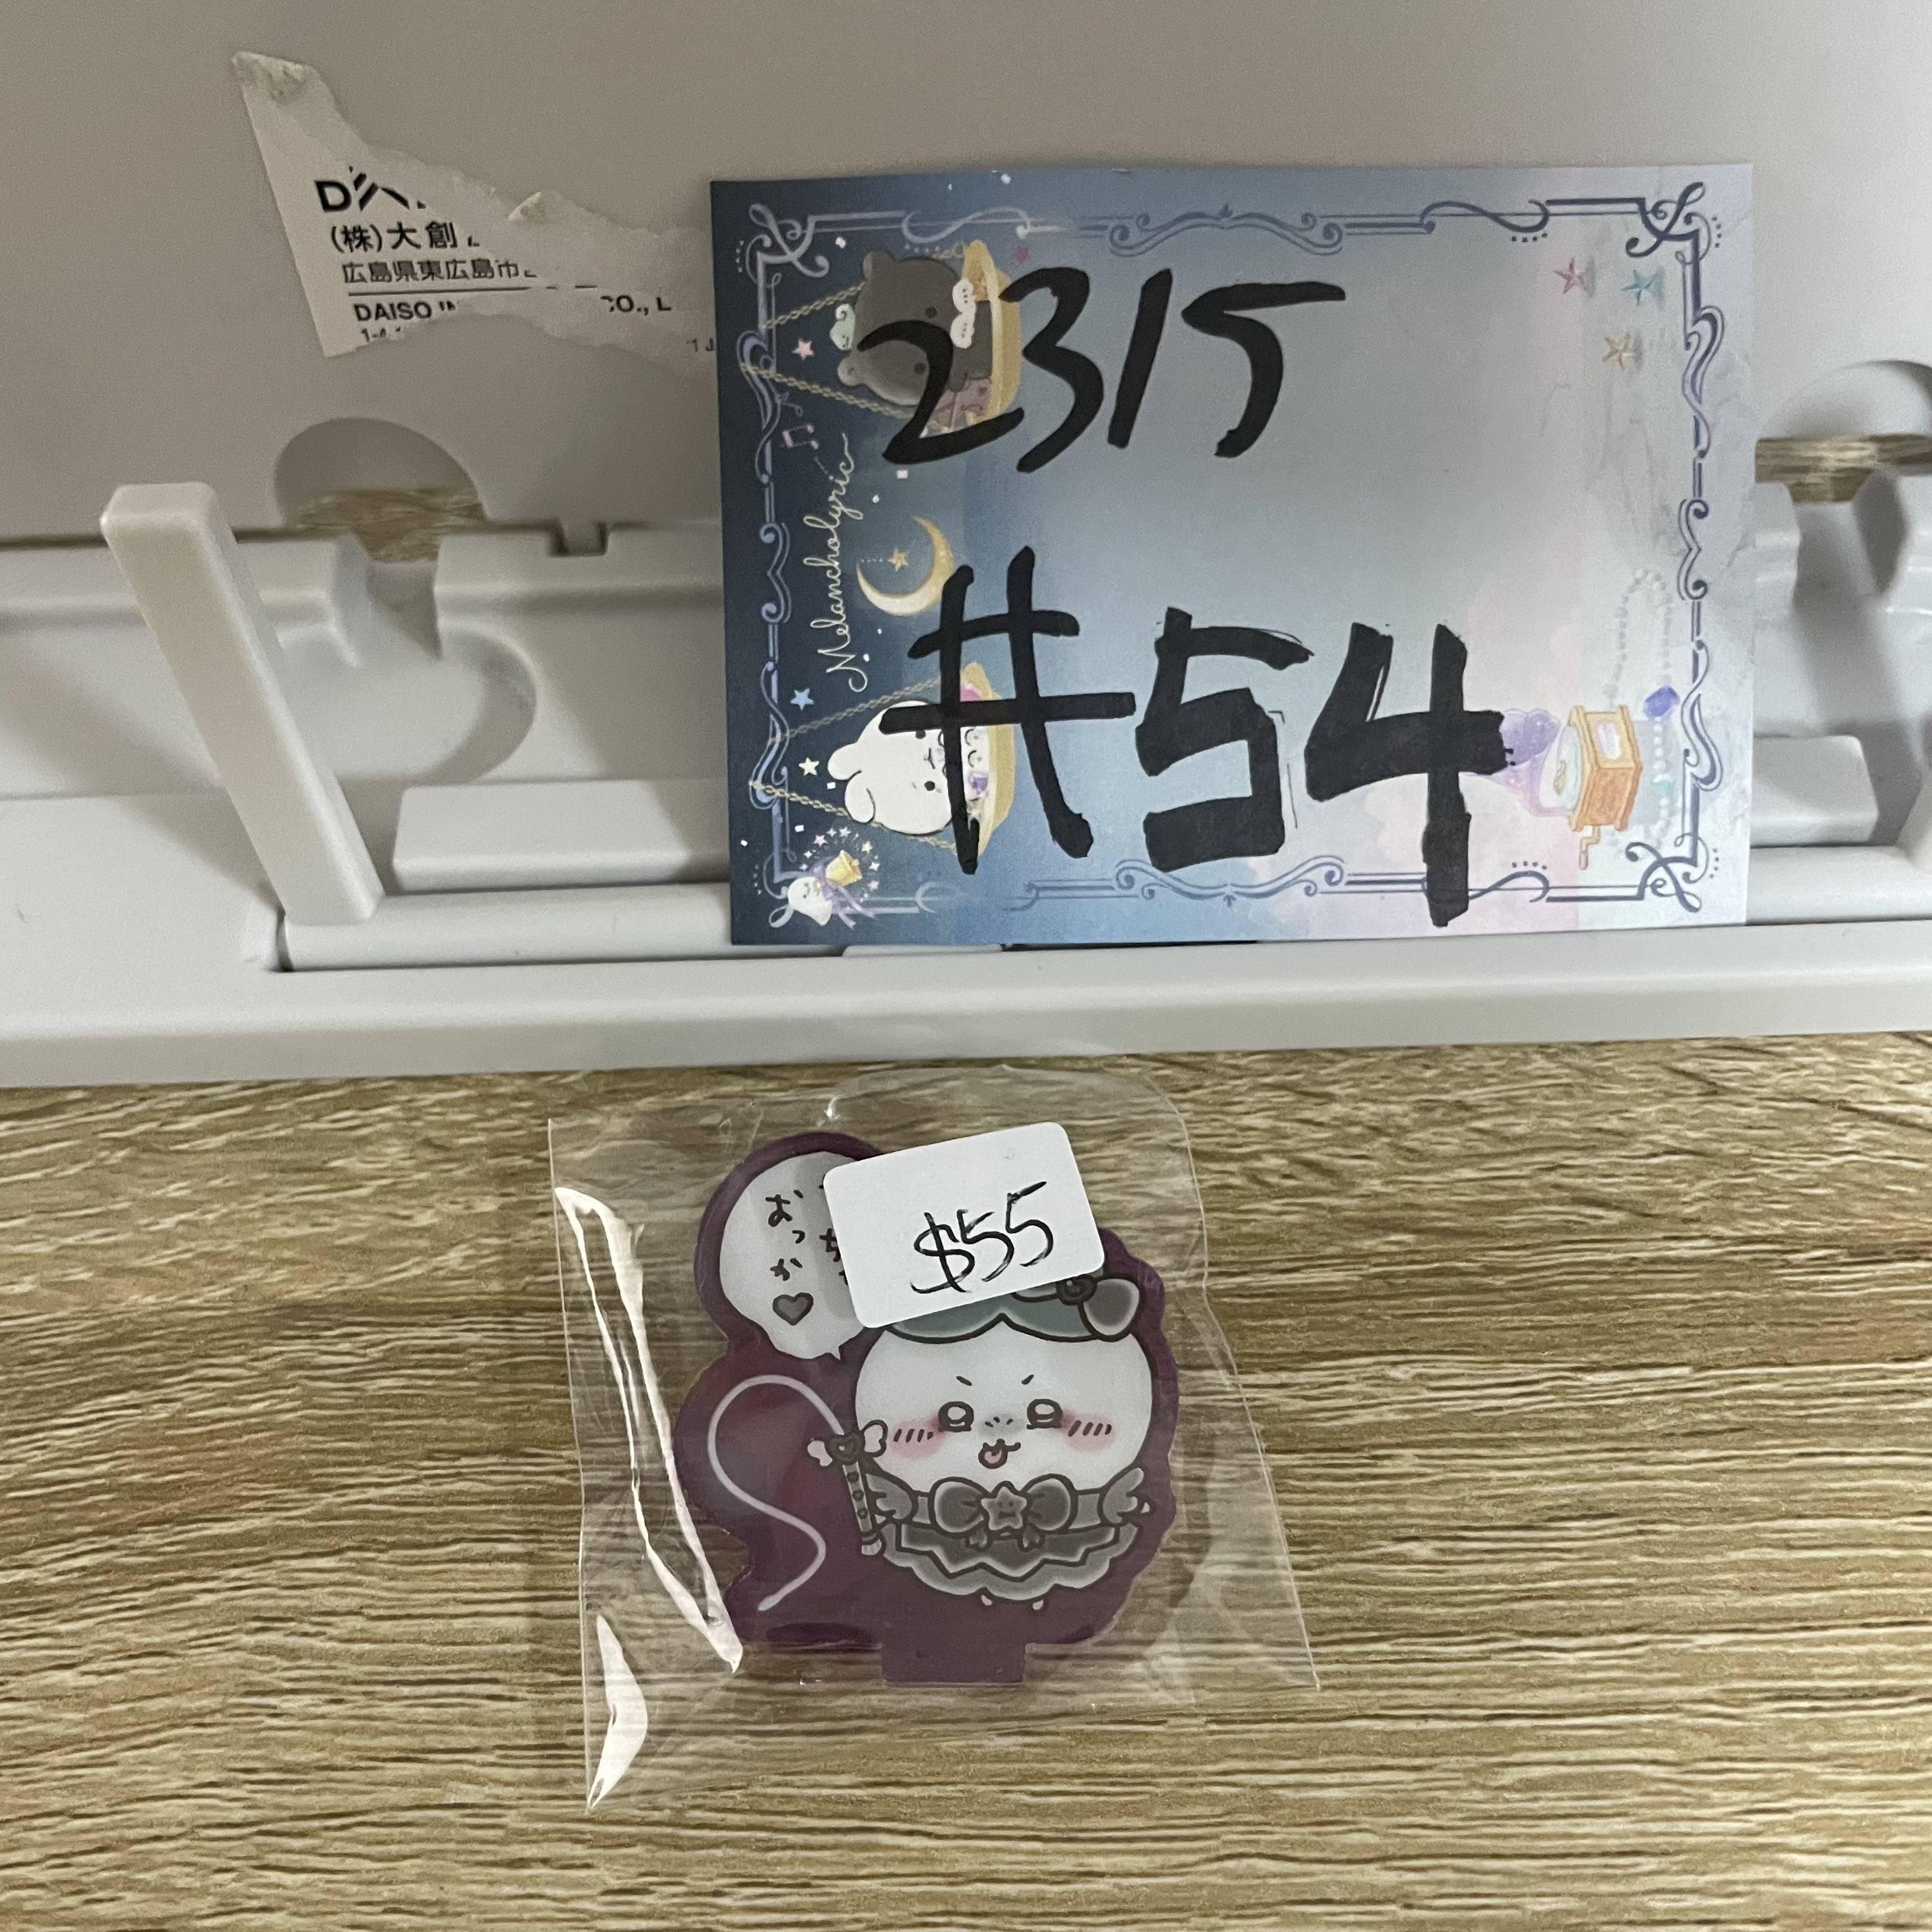 (株)大創
広島県東広島市
DAISO
CO., L
2315
Melancholyric
#54
$55
おっか♡